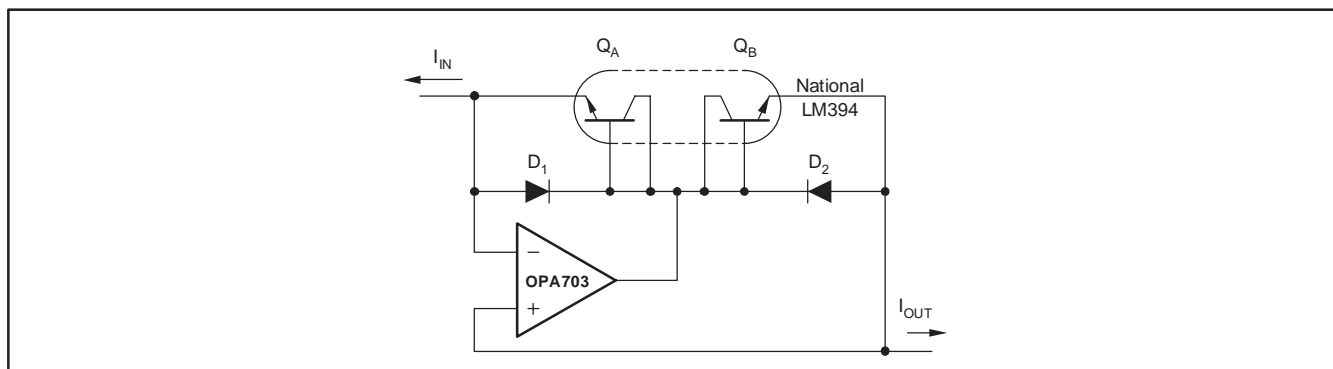 Q_A Q_B
I_IN
National
LM394
D_1 D_2
−
OPA703
+
I_OUT